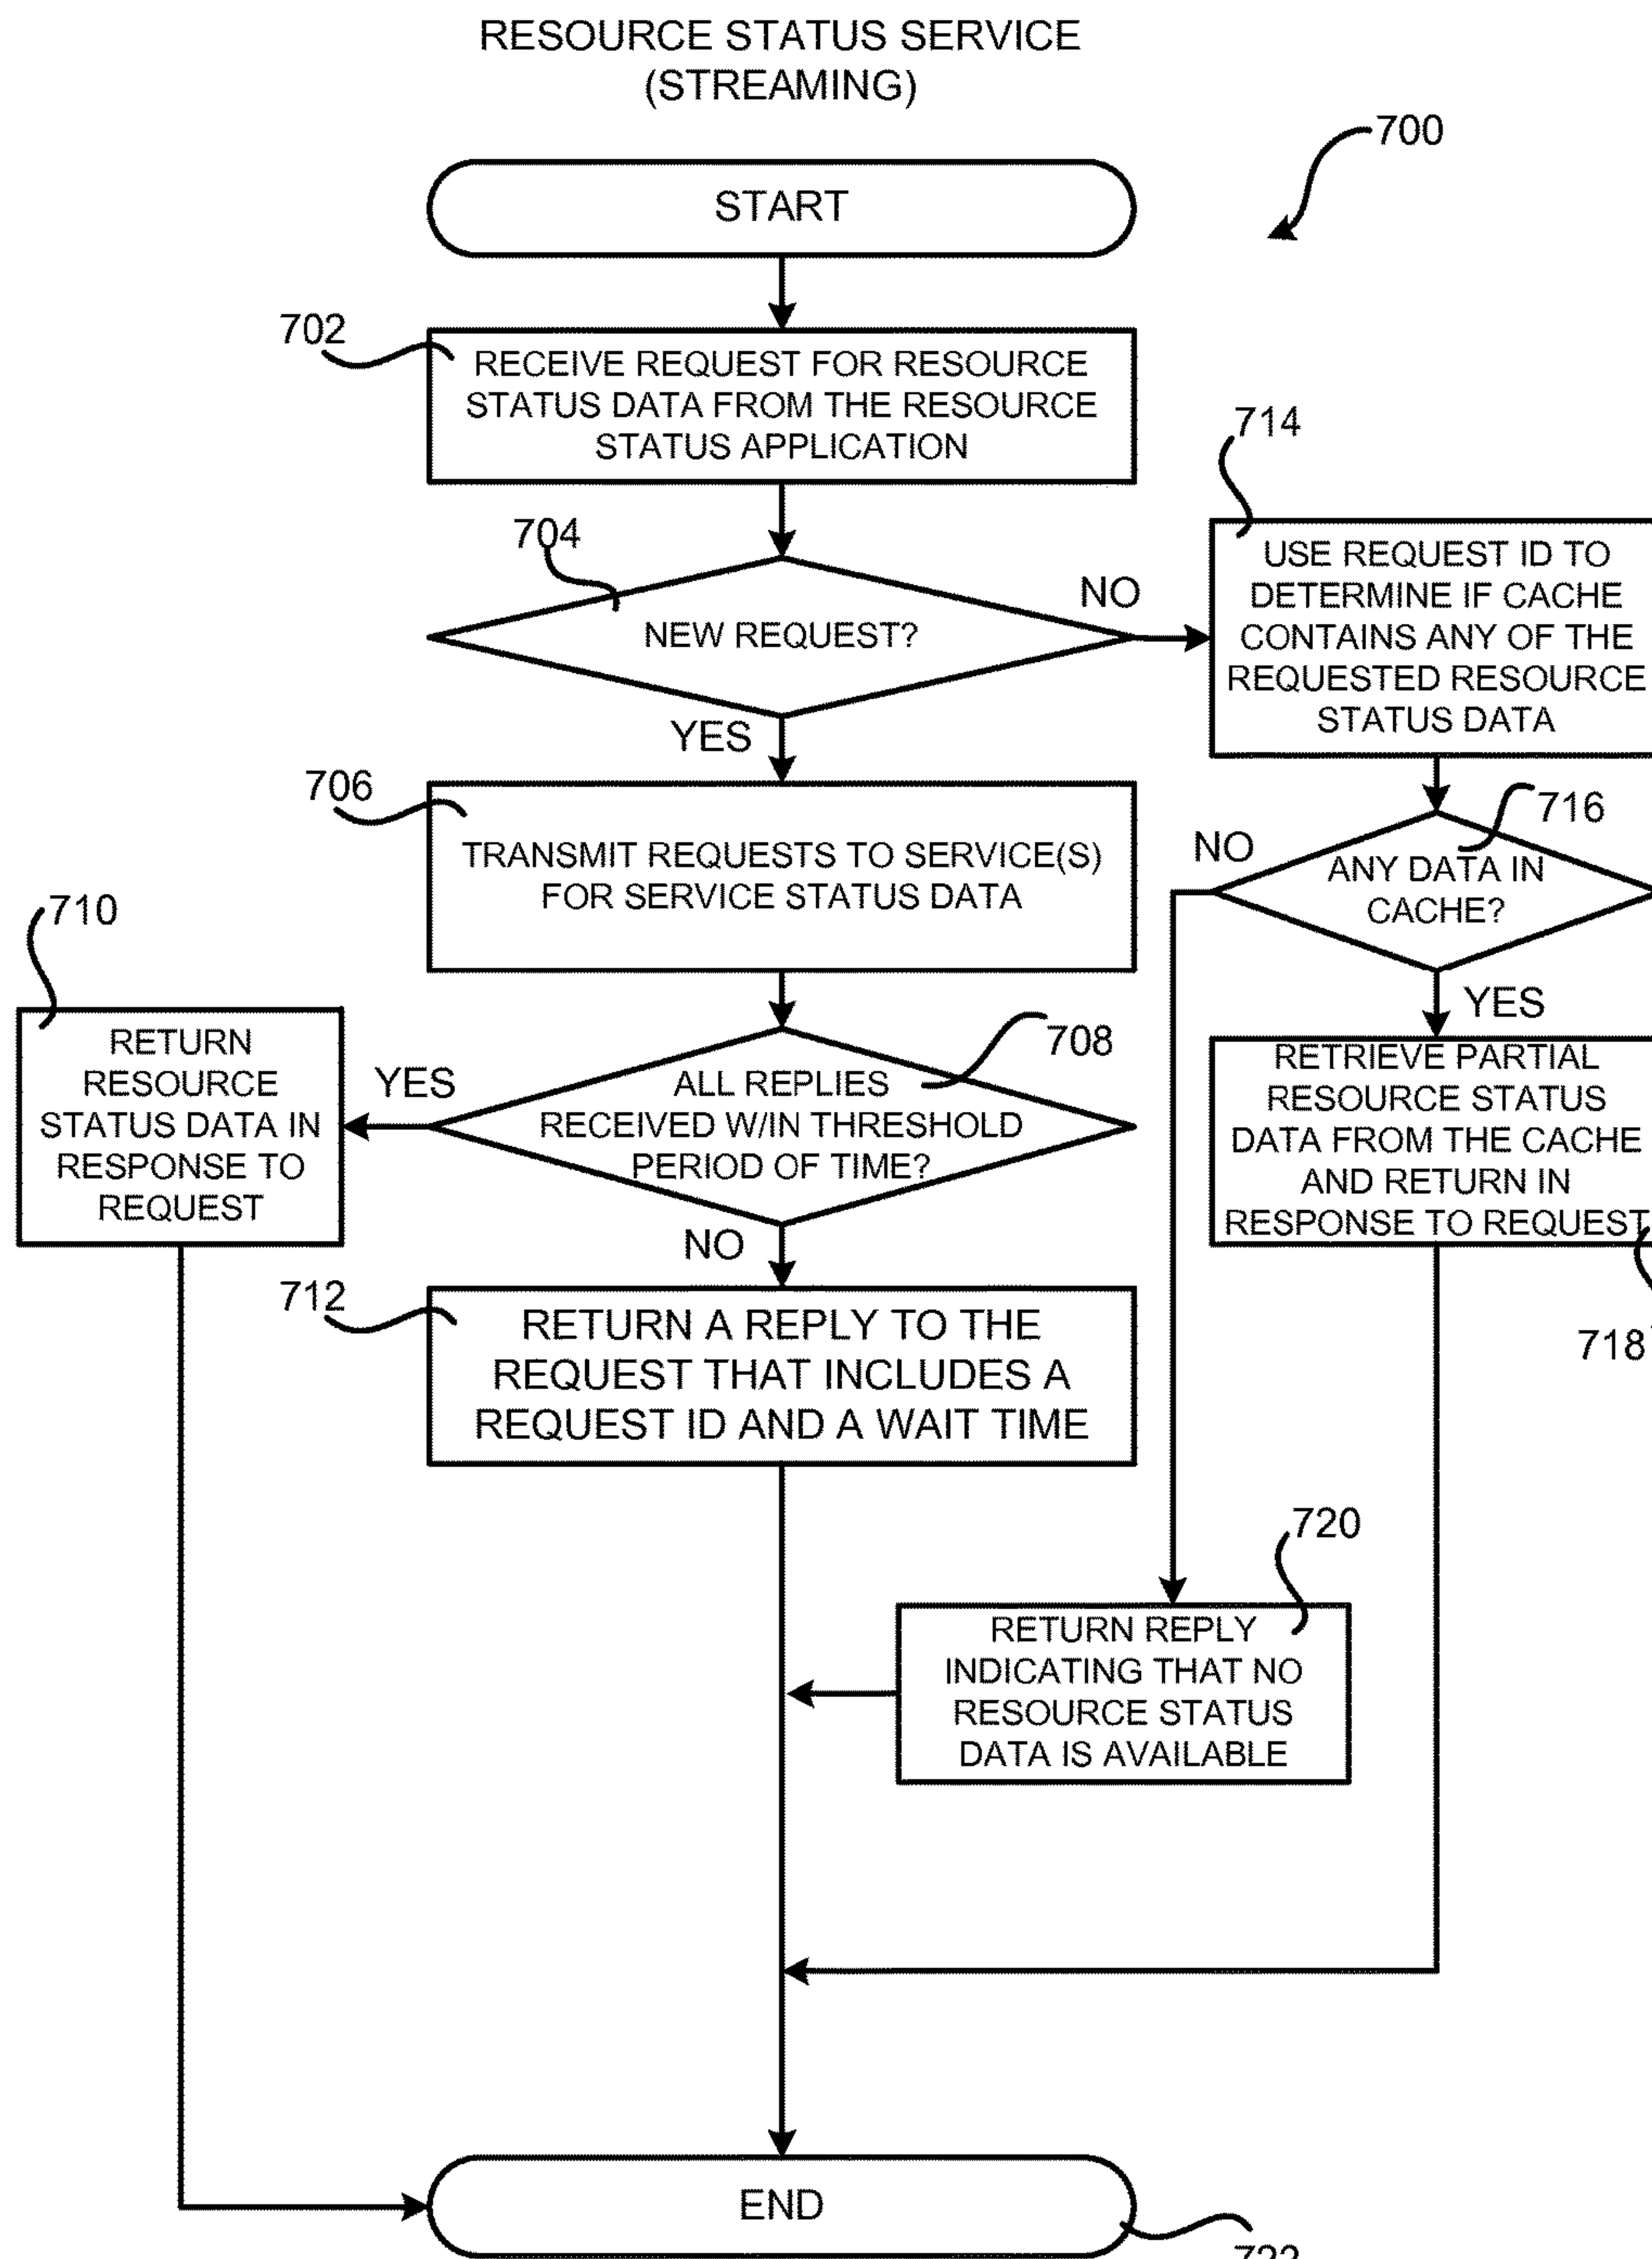 RESOURCE STATUS SERVICE
(STREAMING)
700
START
702
RECEIVE REQUEST FOR RESOURCE
STATUS DATA FROM THE RESOURCE
STATUS APPLICATION
704
NEW REQUEST?
NO
YES
714
USE REQUEST ID TO
DETERMINE IF CACHE
CONTAINS ANY OF THE
REQUESTED RESOURCE
STATUS DATA
706
TRANSMIT REQUESTS TO SERVICE(S)
FOR SERVICE STATUS DATA
716
NO
ANY DATA IN
CACHE?
YES
710
RETURN
RESOURCE
STATUS DATA IN
RESPONSE TO
REQUEST
YES
708
ALL REPLIES
RECEIVED W/IN THRESHOLD
PERIOD OF TIME?
NO
RETRIEVE PARTIAL
RESOURCE STATUS
DATA FROM THE CACHE
AND RETURN IN
RESPONSE TO REQUEST
718
712
RETURN A REPLY TO THE
REQUEST THAT INCLUDES A
REQUEST ID AND A WAIT TIME
720
RETURN REPLY
INDICATING THAT NO
RESOURCE STATUS
DATA IS AVAILABLE
END